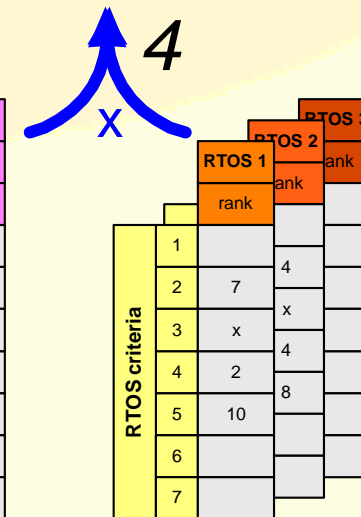 4
x
RTOS 3
RTOS 2
RTOS 1
ank
ank
rank
RTOS criteria
1
2 7 4
3 x x
4 2 4
5 10 8
6
7